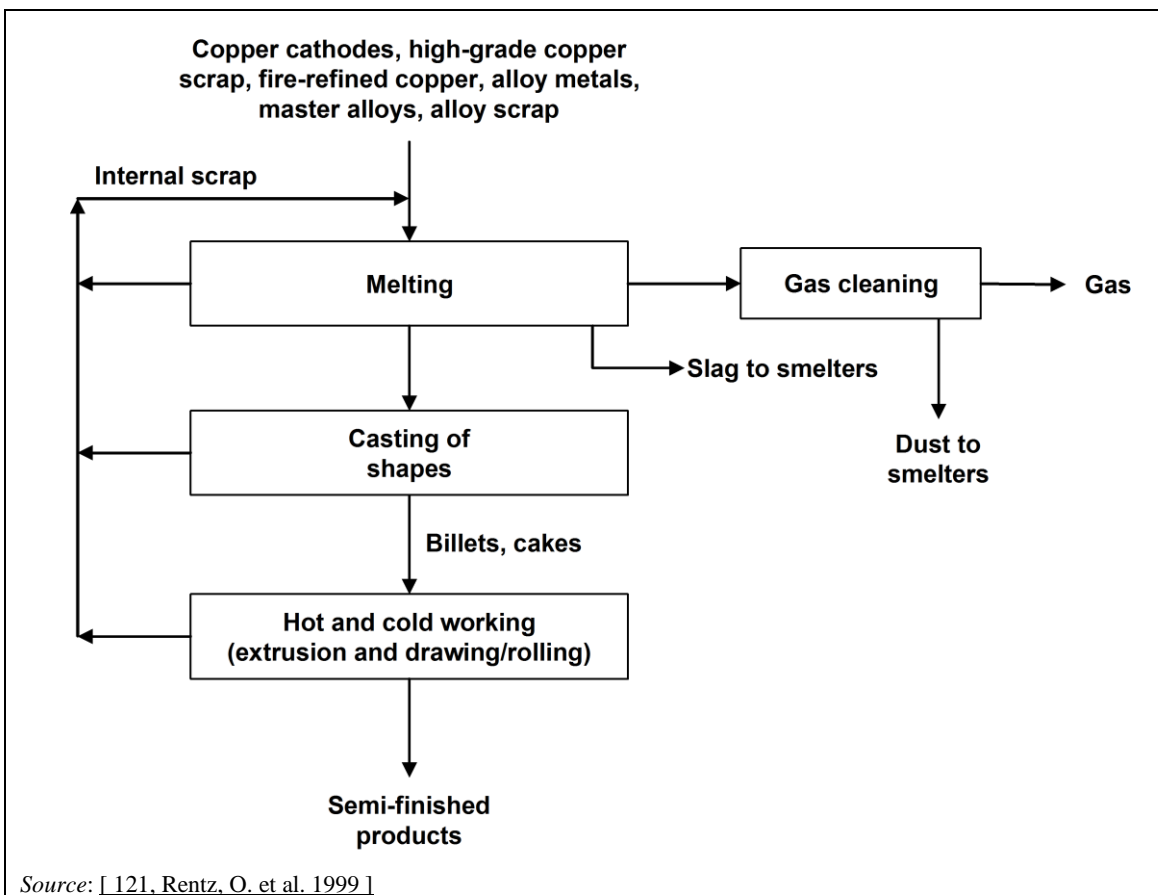 Copper cathodes, high-grade copper
scrap, fire-refined copper, alloy metals,
master alloys, alloy scrap
Internal scrap
Melting
Gas cleaning
Gas
Slag to smelters
Casting of
shapes
Dust to
smelters
Billets, cakes
Hot and cold working
(extrusion and drawing/rolling)
Semi-finished
products
Source: [ 121, Rentz, O. et al. 1999 ]